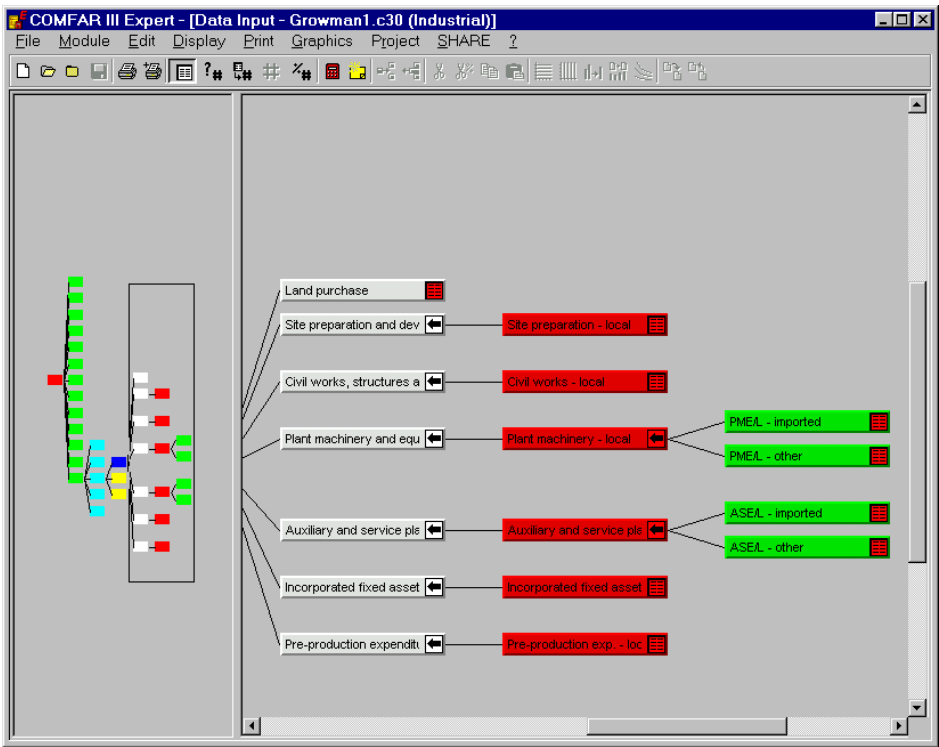 COMFAR III Expert - [Data Input - Growman1.c30 (Industrial)]
File Module Edit Display Print Graphics Project SHARE ?
Land purchase
Site preparation and dev
Site preparation - local
Civil works, structures a
Civil works - local
Plant machinery and equ
Plant machinery - local
PME/L - imported
PME/L - other
Auxiliary and service pla
Auxiliary and service pla
ASE/L - imported
ASE/L - other
Incorporated fixed asset
Incorporated fixed asset
Pre-production expenditu
Pre-production exp. - loc